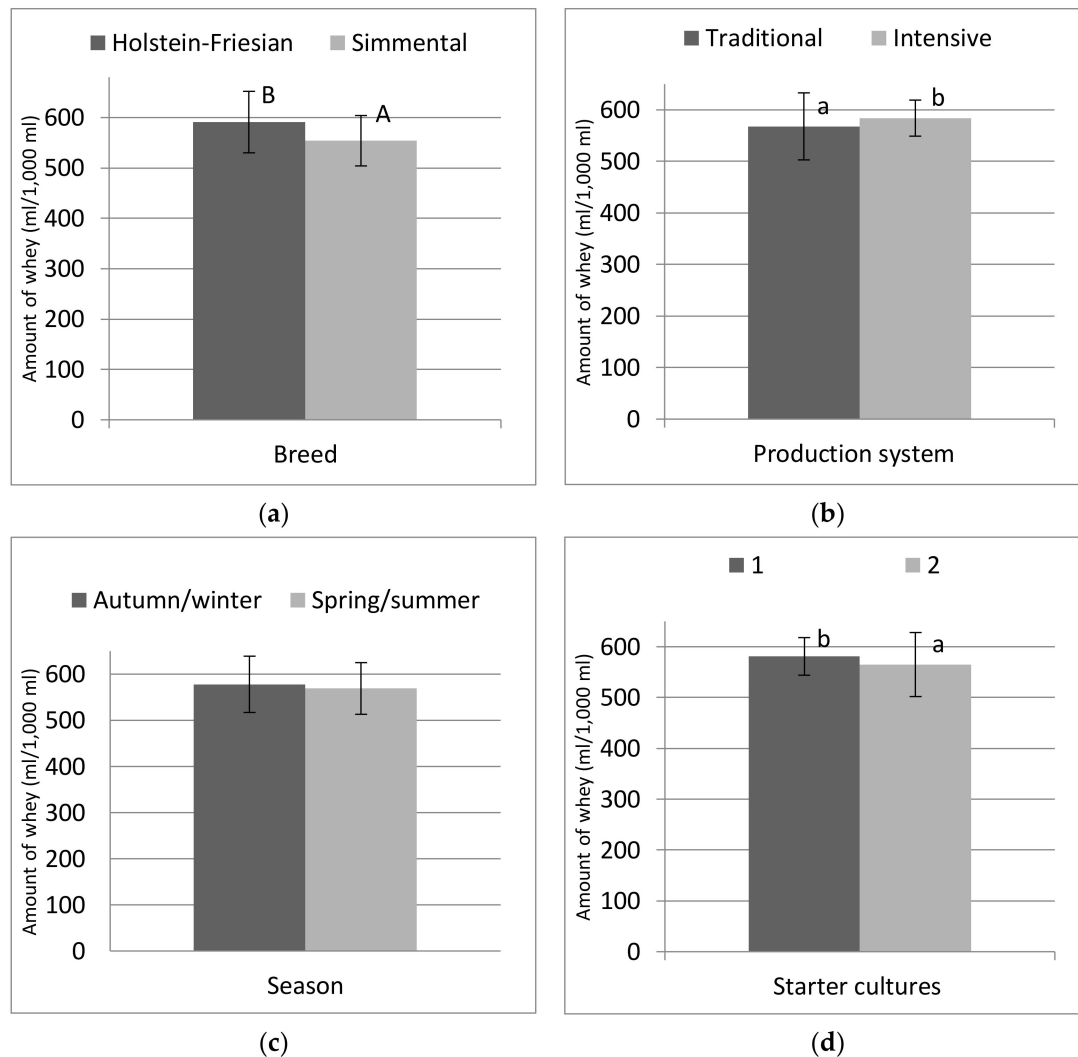 Holstein-Friesian Simmental
B
A
600
500
400
300
200
100
0
Amount of whey (ml/1,000 ml)
Breed
(a)
Traditional Intensive
a
b
600
500
400
300
200
100
0
Amount of whey (ml/1,000 ml)
Production system
(b)
Autumn/winter Spring/summer
600
500
400
300
200
100
0
Amount of whey (ml/1,000 ml)
Season
(c)
1 2
b
a
600
500
400
300
200
100
0
Amount of whey (ml/1,000 ml)
Starter cultures
(d)